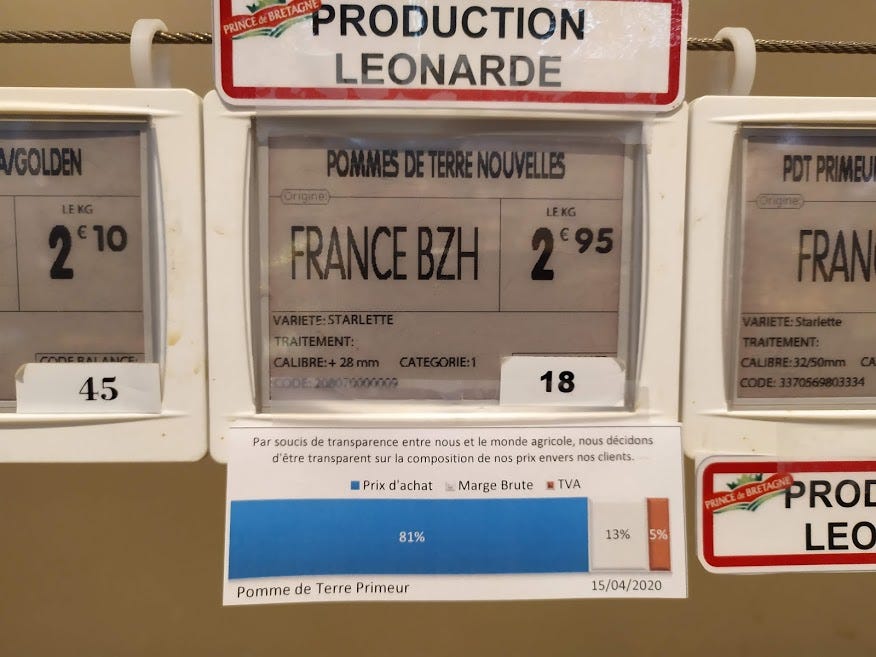 PRINCE de BRETAGNE
PRODUCTION
LEONARDE
A/GOLDEN
LE KG
2 € 10
CODE BALANCE:
45
POMMES DE TERRE NOUVELLES
Origine:
FRANCE BZH
LE KG
2 € 95
VARIETE: STARLETTE
TRAITEMENT:
CALIBRE: + 28 mm CATEGORIE: 1
CODE:
18
PDT PRIMEU
Origine:
FRAN
VARIETE: Starlette
TRAITEMENT:
CALIBRE: 32/50mm CA
CODE: 3370569803334
Par soucis de transparence entre nous et le monde agricole, nous décidons
d'être transparent sur la composition de nos prix envers nos clients.
Prix d'achat Marge Brute TVA
81% 13% 5%
Pomme de Terre Primeur 15/04/2020
PRINCE de BRETAGNE
PROD
LEO